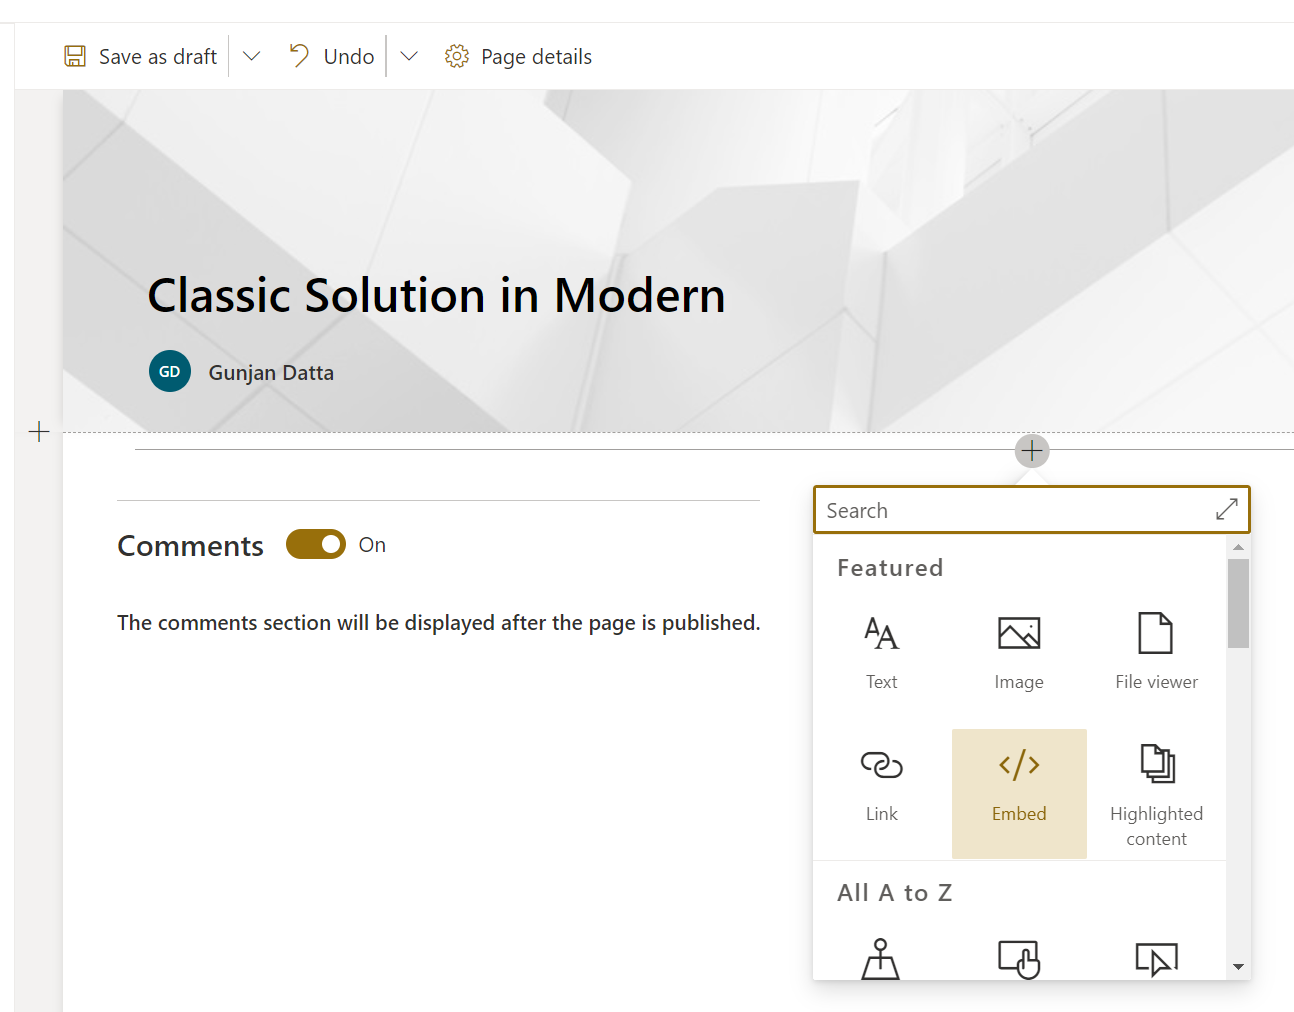 Save as draft
Undo
Page details
Classic Solution in Modern
GD
Gunjan Datta
Search
Featured
Comments
On
The comments section will be displayed after the page is published.
Text
Image
File viewer
Link
Embed
Highlighted
content
All A to Z